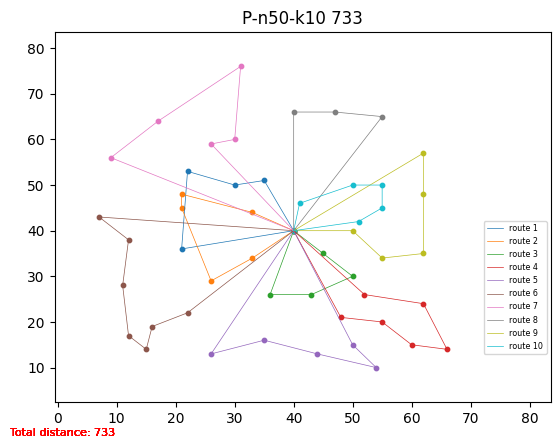 P-n50-k10 733
80
70
60
50
40
30
20
10
0 10 20 30 40 50 60 70 80
route 1
route 2
route 3
route 4
route 5
route 6
route 7
route 8
route 9
route 10
Total distance: 733